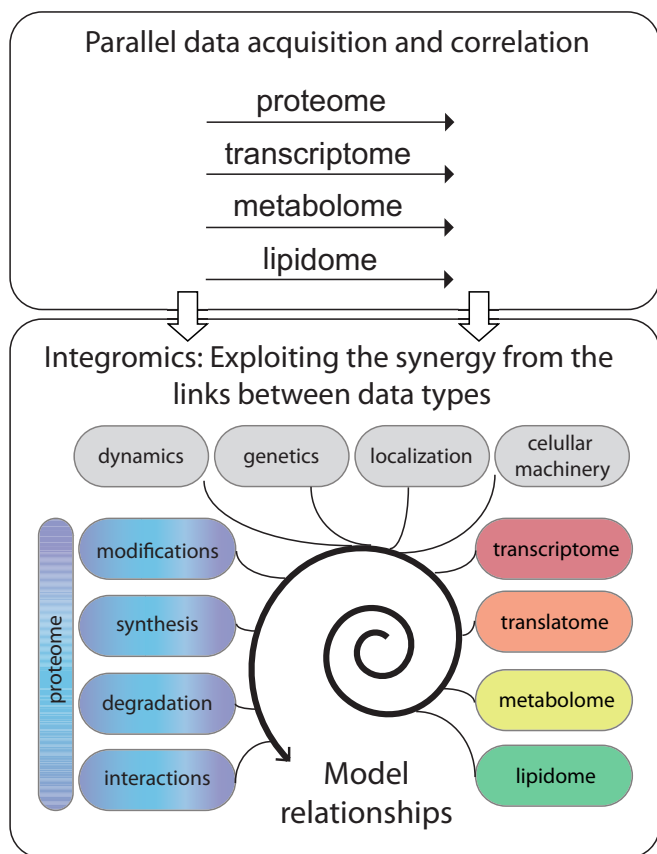 Parallel data acquisition and correlation
proteome
transcriptome
metabolome
lipidome
Integromics: Exploiting the synergy from the
links between data types
dynamics
genetics
localization
celullar
machinery
proteome
modifications
synthesis
degradation
interactions
transcriptome
translatome
metabolome
lipidome
Model
relationships